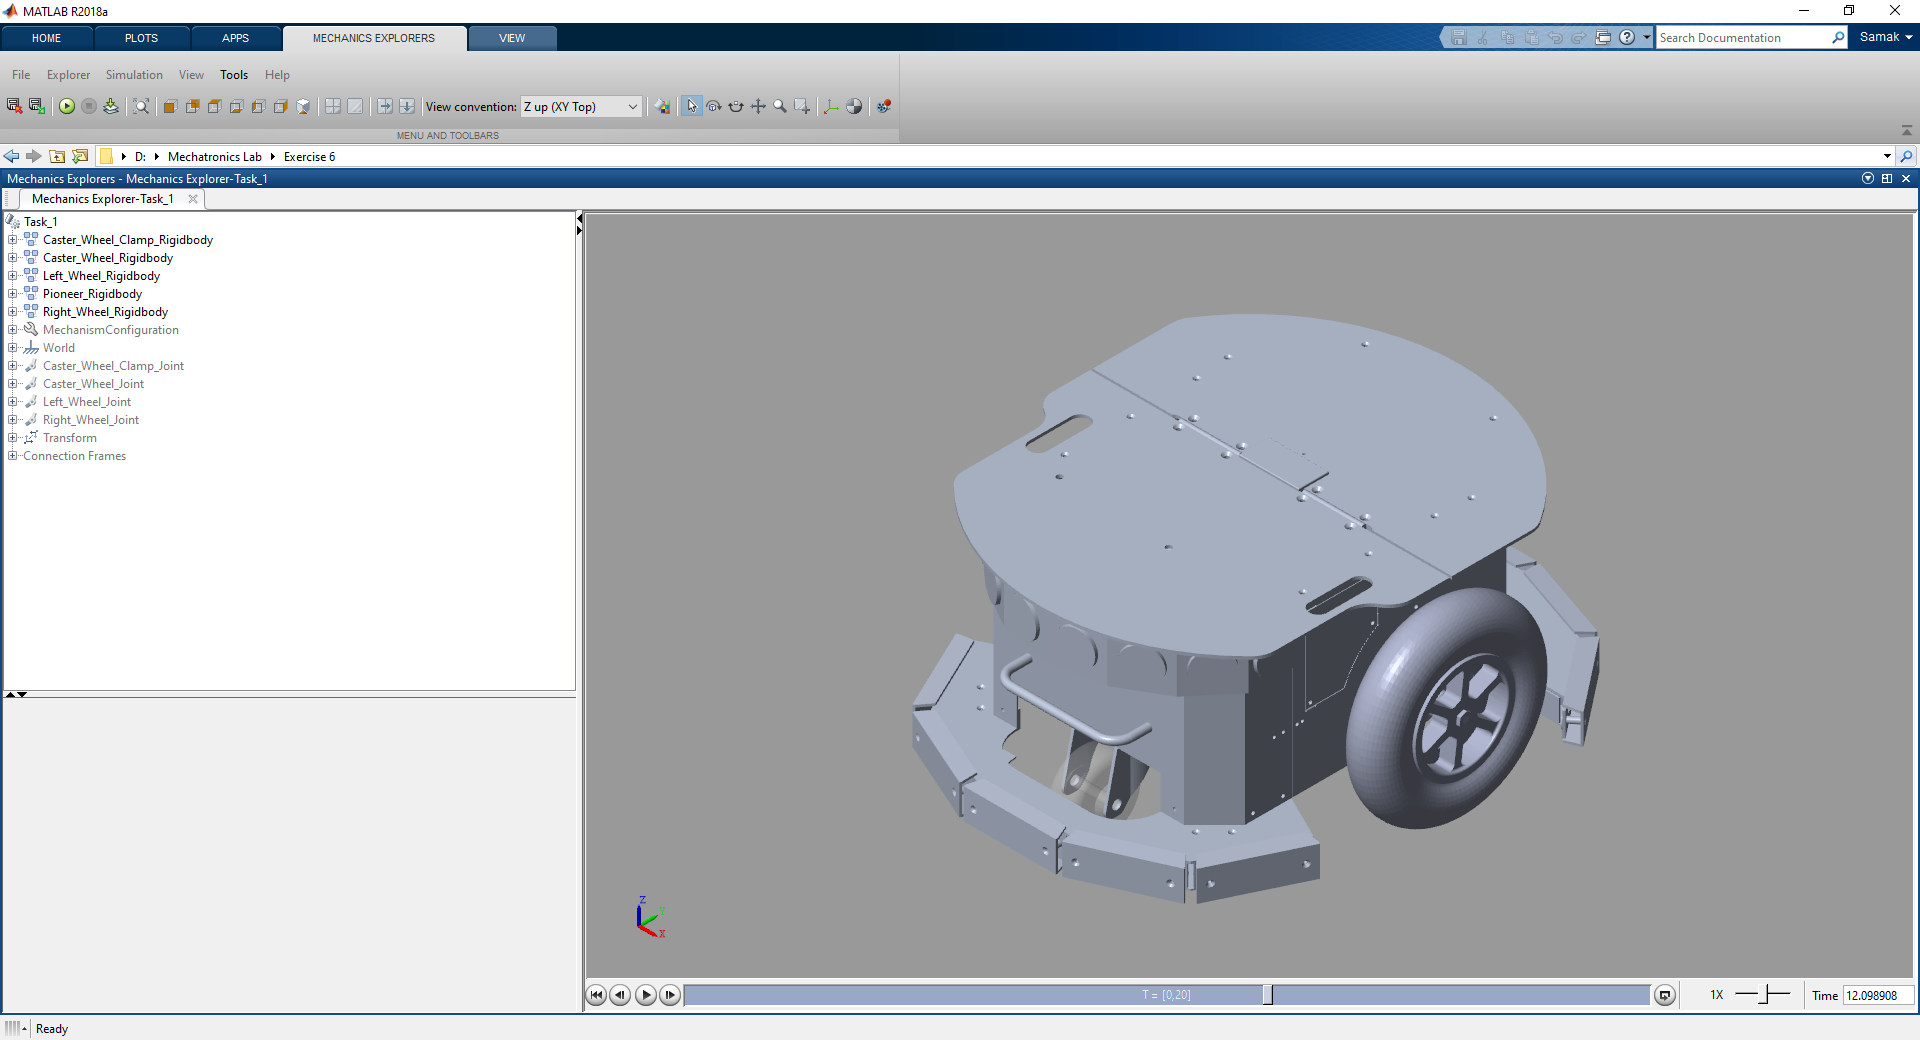 MATLAB R2018a
HOME PLOTS APPS MECHANICS EXPLORERS VIEW
Search Documentation
Samak
File Explorer Simulation View Tools Help
View convention: Z up (XY Top)
MENU AND TOOLBARS
D: Mechatronics Lab Exercise 6
Mechanics Explorers - Mechanics Explorer-Task_1
Mechanics Explorer-Task_1
Task_1
Caster_Wheel_Clamp_Rigidbody
Caster_Wheel_Rigidbody
Left_Wheel_Rigidbody
Pioneer_Rigidbody
Right_Wheel_Rigidbody
MechanismConfiguration
World
Caster_Wheel_Clamp_Joint
Caster_Wheel_Joint
Left_Wheel_Joint
Right_Wheel_Joint
Transform
Connection Frames
Z
Y
X
T = [0,20]
1X
Time 12.098908
Ready